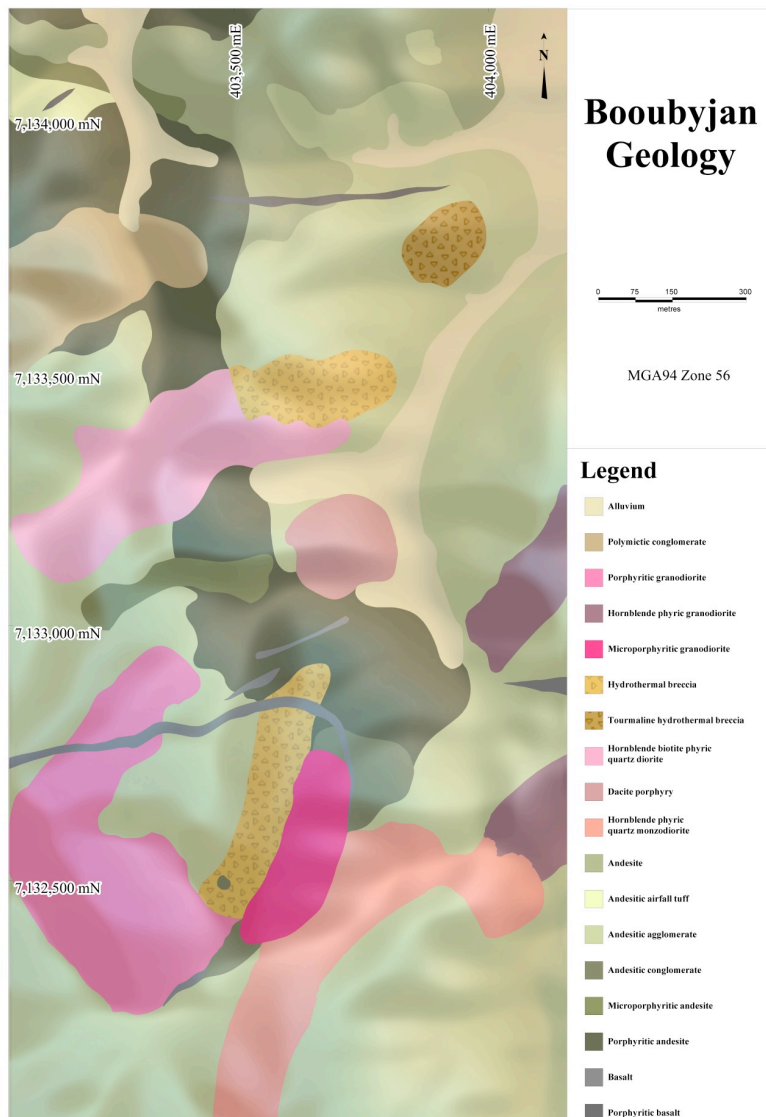 403,500 mE
404,000 mE
N
7,134,000 mN
7,133,500 mN
7,133,000 mN
7,132,500 mN
Booubyjan
Geology
0 75 150 300
metres
MGA94 Zone 56
Legend
Alluvium
Polymictic conglomerate
Porphyritic granodiorite
Hornblende phyric granodiorite
Microporphyritic granodiorite
Hydrothermal breccia
Tourmaline hydrothermal breccia
Hornblende biotite phyric
quartz diorite
Dacite porphyry
Hornblende phyric
quartz monzodiorite
Andesite
Andesitic airfall tuff
Andesitic agglomerate
Andesitic conglomerate
Microporphyritic andesite
Porphyritic andesite
Basalt
Porphyritic basalt